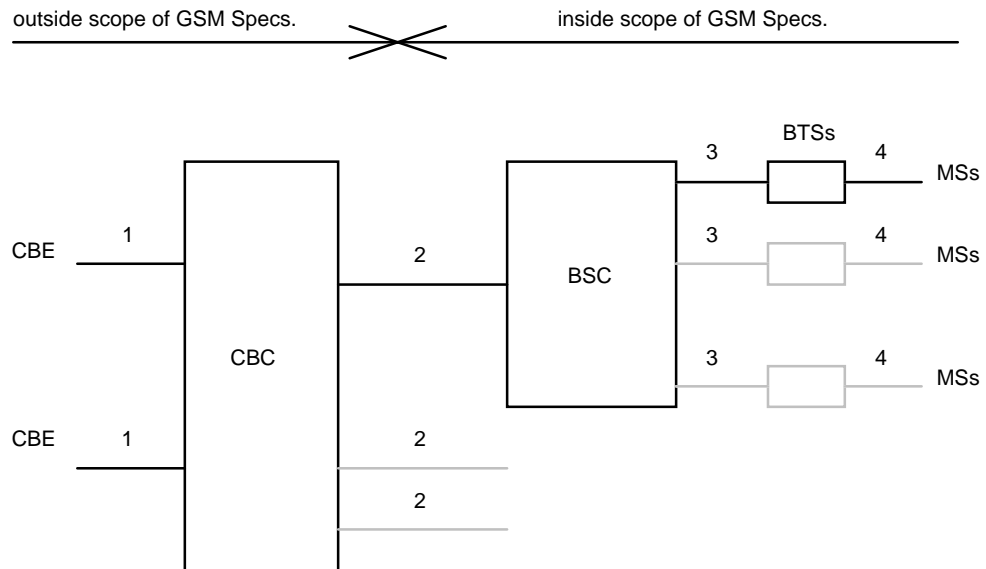 outside scope of GSM Specs.
inside scope of GSM Specs.
BTSs
3
4
MSs
CBE
1
2
3
4
MSs
BSC
CBC
3
4
MSs
CBE
1
2
2